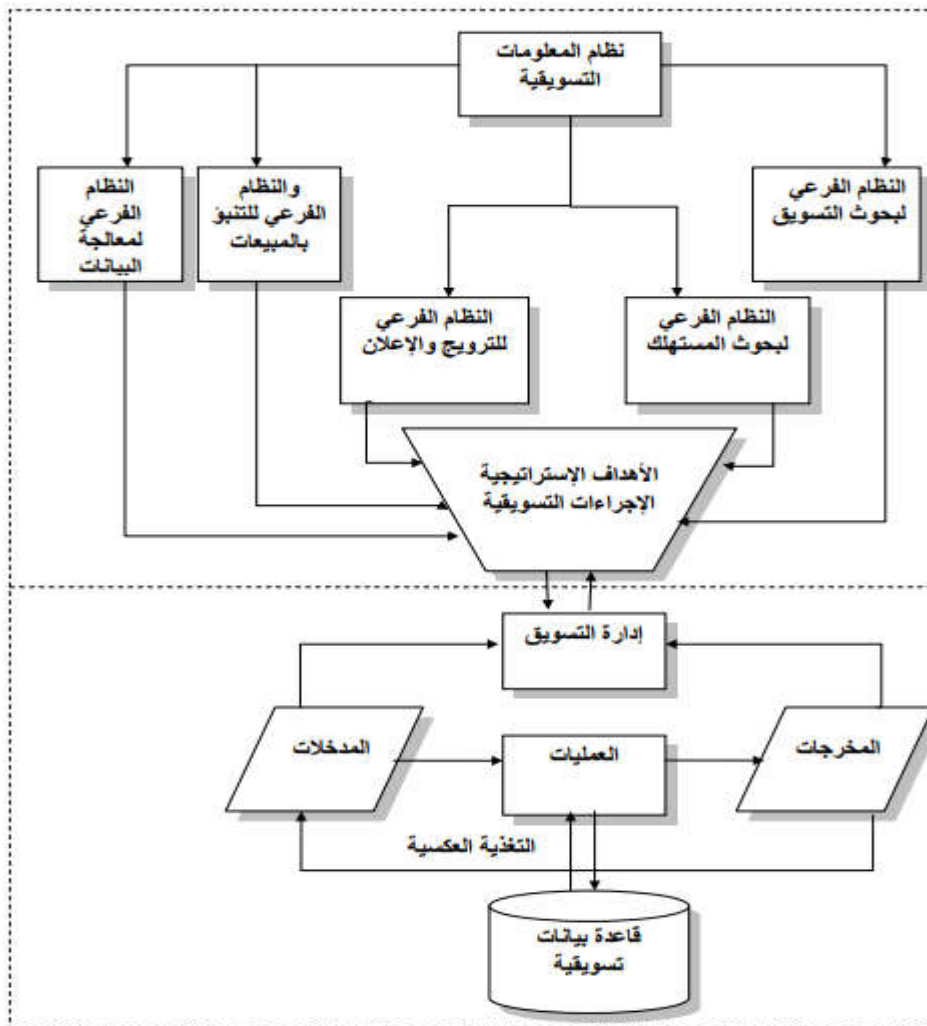 نظام المعلومات
التسويقية
النظام الفرعي
لبحوث التسويق
والنظام
الفرعي للتنبؤ
بالمبيعات
النظام
الفرعي
لمعالجة
البيانات
النظام الفرعي
لبحوث المستهلك
النظام الفرعي
للترويج والإعلان
الأهداف الإستراتيجية
الإجراءات التسويقية
إدارة التسويق
المدخلات
العمليات
المخرجات
التغذية العكسية
قاعدة بيانات
تسويقية